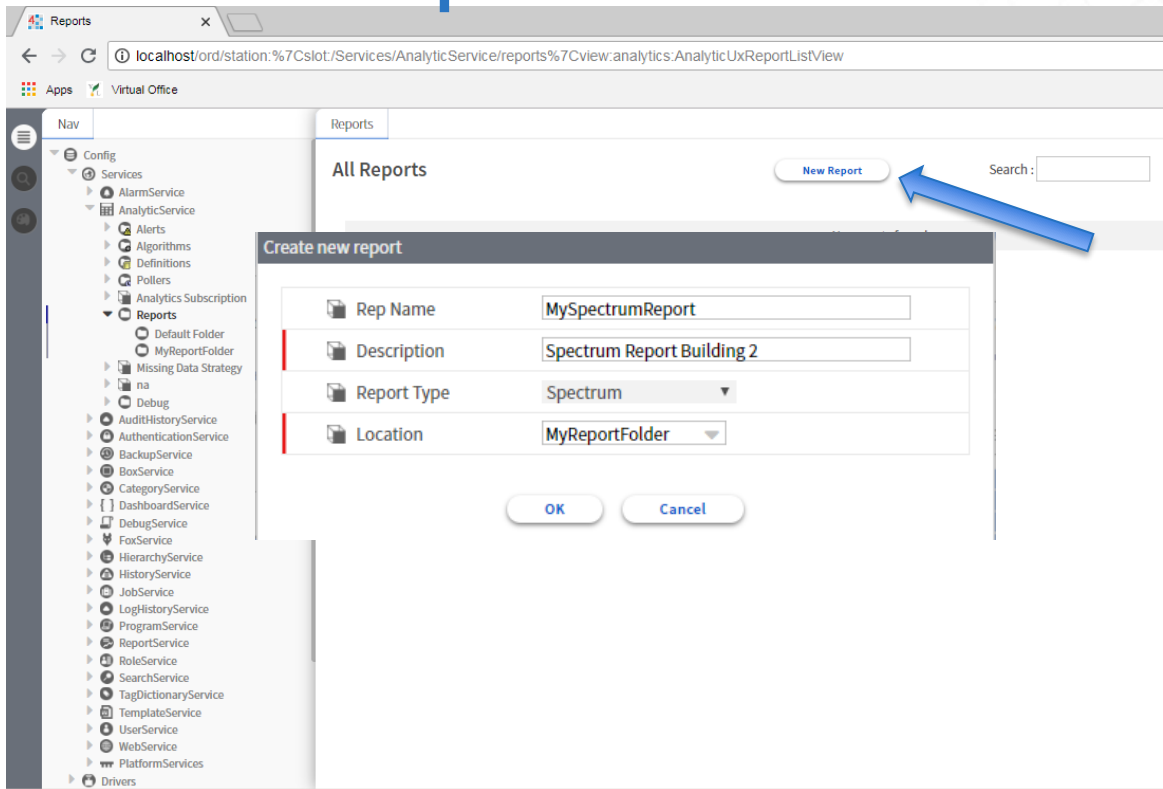 Reports
localhost/ord/station:%7Cslot:/Services/AnalyticService/reports%7Cview:analytics:AnalyticUxReportListView
Apps Virtual Office
Nav
Reports
Config
Services
AlarmService
AnalyticService
Alerts
Algorithms
Definitions
Pollers
Analytics Subscription
Reports
Default Folder
MyReportFolder
Missing Data Strategy
na
Debug
AuditHistoryService
AuthenticationService
BackupService
BoxService
CategoryService
DashboardService
DebugService
FoxService
HierarchyService
HistoryService
JobService
LogHistoryService
ProgramService
ReportService
RoleService
SearchService
TagDictionaryService
TemplateService
UserService
WebService
PlatformServices
Drivers
All Reports
New Report
Search :
Create new report
Rep Name MySpectrumReport
Description Spectrum Report Building 2
Report Type Spectrum
Location MyReportFolder
OK Cancel